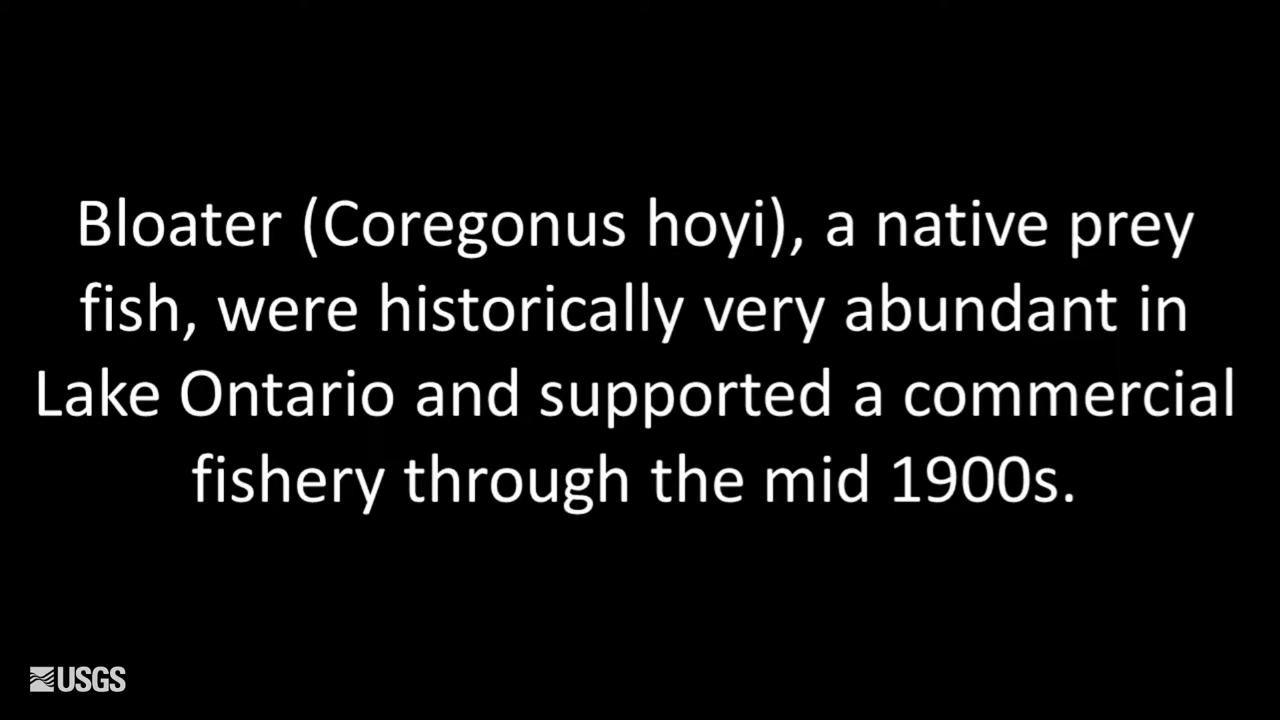 Bloater (Coregonus hoyi), a native prey
fish, were historically very abundant in
Lake Ontario and supported a commercial
fishery through the mid 1900s.
USGS